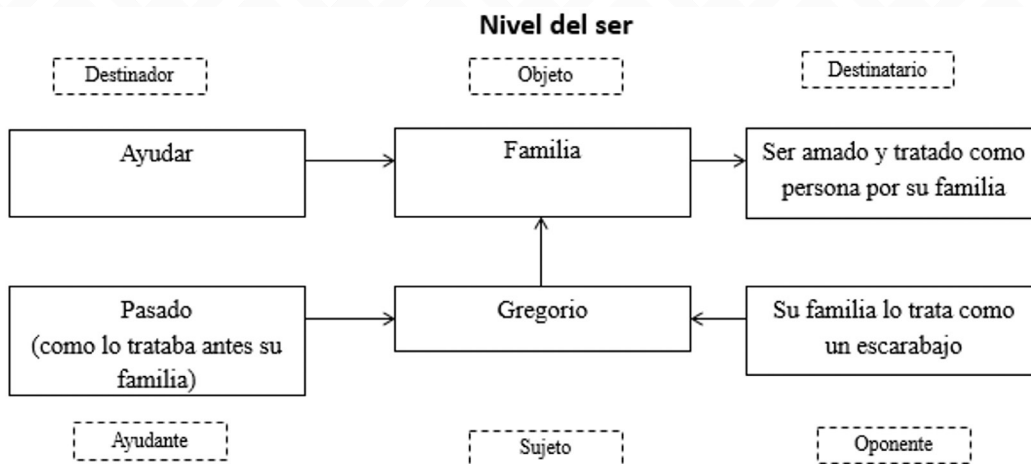 Nivel del ser
Destinador
Objeto
Destinatario
Ayudar
Familia
Ser amado y tratado como
persona por su familia
Pasado
(como lo trataba antes su
familia)
Gregorio
Su familia lo trata como
un escarabajo
Ayudante
Sujeto
Oponente